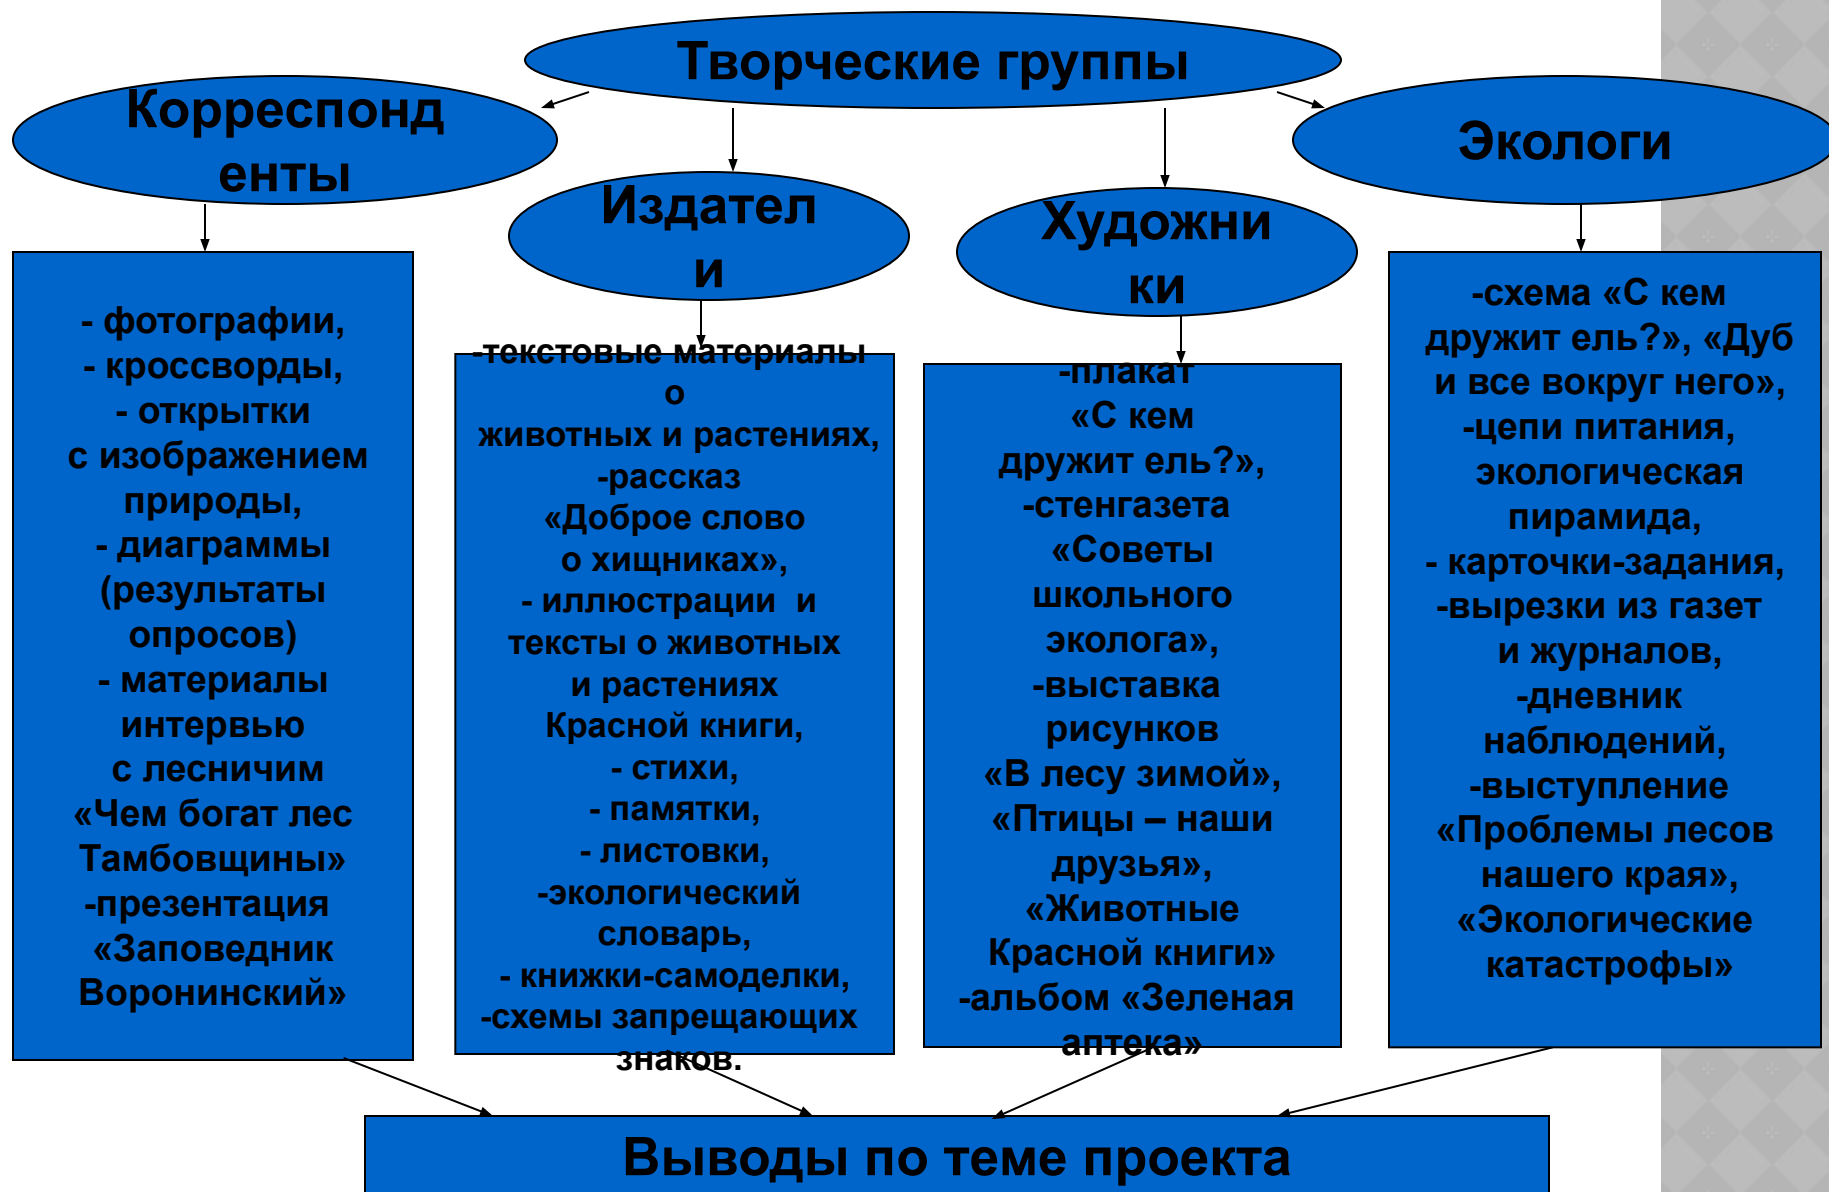 Творческие группы
Корреспонд
енты
Издател
и
Художни
ки
Экологи
- фотографии,
- кроссворды,
- открытки
с изображением
природы,
- диаграммы
(результаты
опросов)
- материалы
интервью
с лесничим
«Чем богат лес
Тамбовщины»
-презентация
«Заповедник
Воронинский»
-текстовые материалы
о
животных и растениях,
-рассказ
«Доброе слово
о хищниках»,
- иллюстрации и
тексты о животных
и растениях
Красной книги,
- стихи,
- памятки,
- листовки,
-экологический
словарь,
- книжки-самоделки,
-схемы запрещающих
знаков.
-плакат
«С кем
дружит ель?»,
-стенгазета
«Советы
школьного
эколога»,
-выставка
рисунков
«В лесу зимой»,
«Птицы – наши
друзья»,
«Животные
Красной книги»
-альбом «Зеленая
аптека»
-схема «С кем
дружит ель?», «Дуб
и все вокруг него»,
-цепи питания,
экологическая
пирамида,
- карточки-задания,
-вырезки из газет
и журналов,
-дневник
наблюдений,
-выступление
«Проблемы лесов
нашего края»,
«Экологические
катастрофы»
Выводы по теме проекта